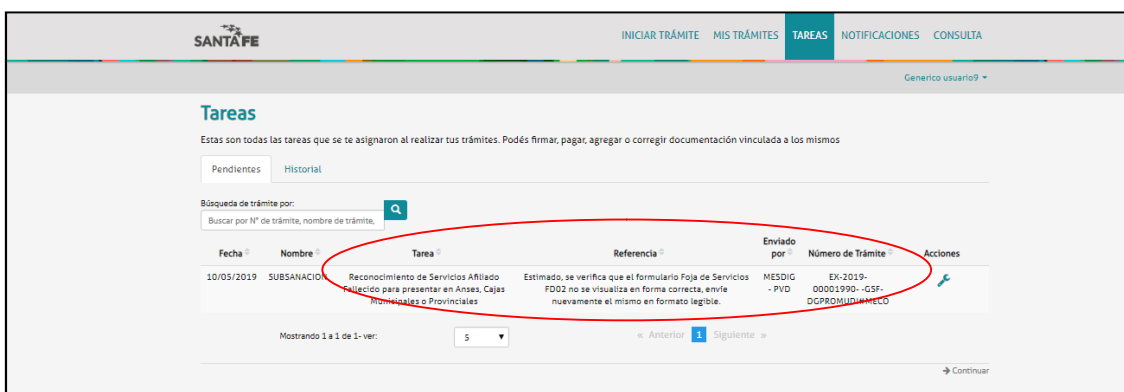 SANTA FE
INICIAR TRÁMITE MIS TRÁMITES TAREAS NOTIFICACIONES CONSULTA
Generico usuario9
Tareas
Estas son todas las tareas que se te asignaron al realizar tus trámites. Podés firmar, pagar, agregar o corregir documentación vinculada a los mismos
Pendientes Historial
Búsqueda de trámite por:
Buscar por N° de trámite, nombre de trámite,
Fecha Nombre Tarea Referencia Enviado por Número de Trámite Acciones
10/05/2019 SUBSANACION Reconocimiento de Servicios Afiliado Estimado, se verifica que el formulario Foja de Servicios MESDIG EX-2019-
Fallecido para presentar en Anses, Cajas FD02 no se visualiza en forma correcta, envíe - PVD 00001990- -GSF-
Municipales o Provinciales nuevamente el mismo en formato legible. DGPROMUDI#MECO
Mostrando 1 a 1 de 1- ver: 5 « Anterior 1 Siguiente »
→ Continuar